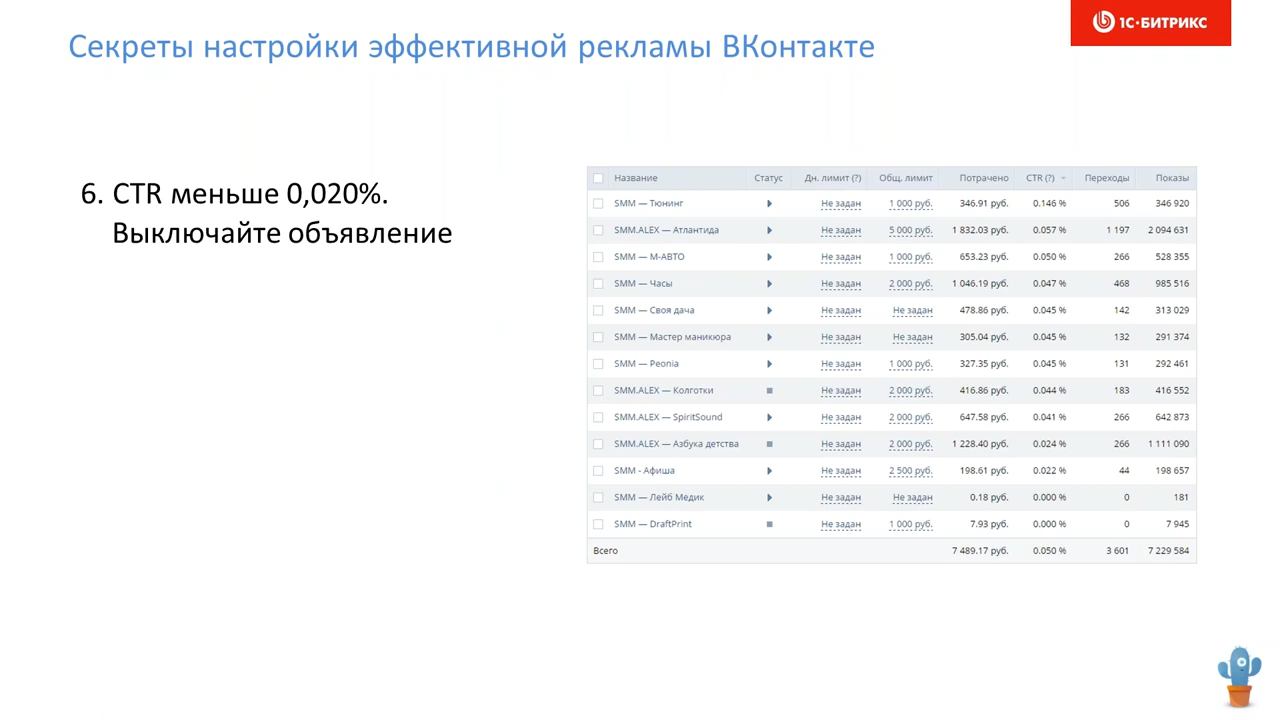 Секреты настройки эффективной рекламы ВКонтакте
1С·БИТРИКС
6. CTR меньше 0,020%.
Выключайте объявление
Название Статус Дн. лимит (?) Общ. лимит Потрачено CTR (?) Переходы Показы
SMM — Тюнинг Не задан 1 000 руб. 346.91 руб. 0.146 % 506 346 920
SMM.ALEX — Атлантида Не задан 5 000 руб. 1 832.03 руб. 0.057 % 1 197 2 094 631
SMM — М-АВТО Не задан 1 000 руб. 653.23 руб. 0.050 % 266 528 355
SMM — Часы Не задан 2 000 руб. 1 046.19 руб. 0.047 % 468 985 516
SMM — Своя дача Не задан Не задан 478.86 руб. 0.045 % 142 313 029
SMM — Мастер маникюра Не задан Не задан 305.04 руб. 0.045 % 132 291 374
SMM — Peonia Не задан 1 000 руб. 327.35 руб. 0.045 % 131 292 461
SMM.ALEX — Колготки Не задан 2 000 руб. 416.86 руб. 0.044 % 183 416 552
SMM.ALEX — SpiritSound Не задан 2 000 руб. 647.58 руб. 0.041 % 266 642 873
SMM.ALEX — Азбука детства Не задан 2 000 руб. 1 228.40 руб. 0.024 % 266 1 111 090
SMM - Афиша Не задан 2 500 руб. 198.61 руб. 0.022 % 44 198 657
SMM — Лейб Медик Не задан Не задан 0.18 руб. 0.000 % 0 181
SMM — DraftPrint Не задан 1 000 руб. 7.93 руб. 0.000 % 0 7 945
Всего 7 489.17 руб. 0.050 % 3 601 7 229 584